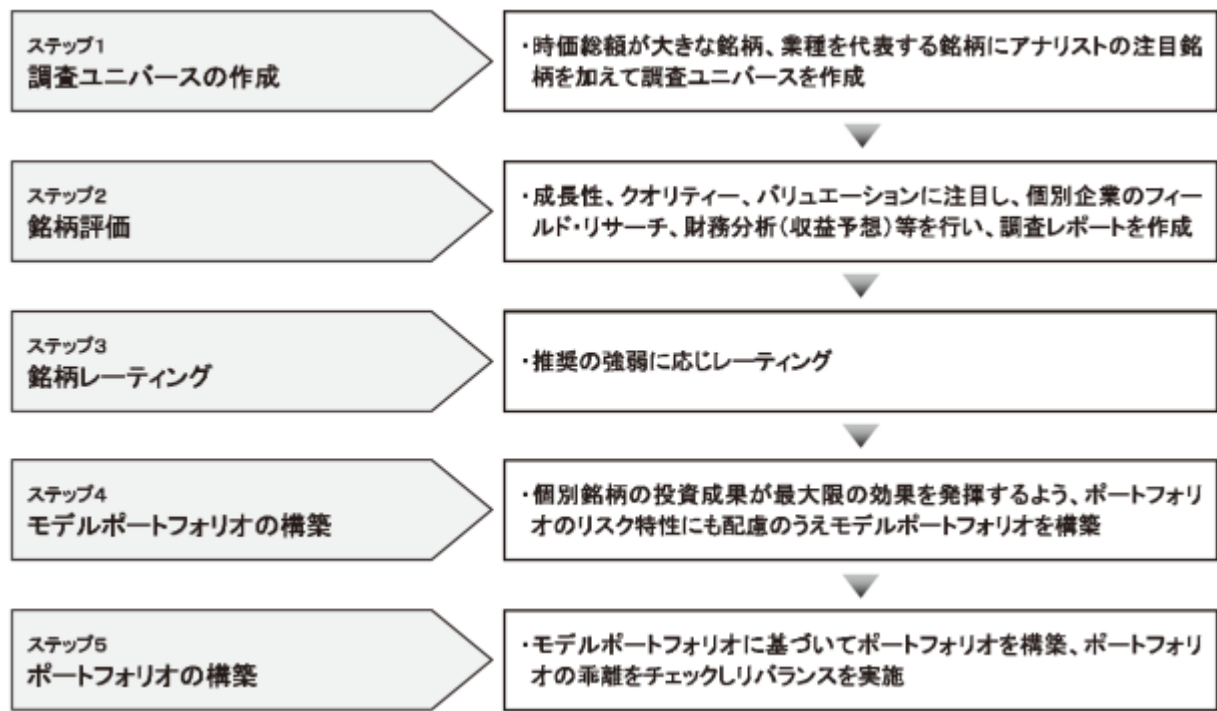 ステップ1
調査ユニバースの作成
・時価総額が大きな銘柄、業種を代表する銘柄にアナリストの注目銘
柄を加えて調査ユニバースを作成
ステップ2
銘柄評価
・成長性、クオリティー、バリュエーションに注目し、個別企業のフィー
ルド・リサーチ、財務分析(収益予想)等を行い、調査レポートを作成
ステップ3
銘柄レーティング
・推奨の強弱に応じレーティング
ステップ4
モデルポートフォリオの構築
・個別銘柄の投資成果が最大限の効果を発揮するよう、ポートフォリ
オのリスク特性にも配慮のうえモデルポートフォリオを構築
ステップ5
ポートフォリオの構築
・モデルポートフォリオに基づいてポートフォリオを構築、ポートフォリ
オの乖離をチェックしリバランスを実施